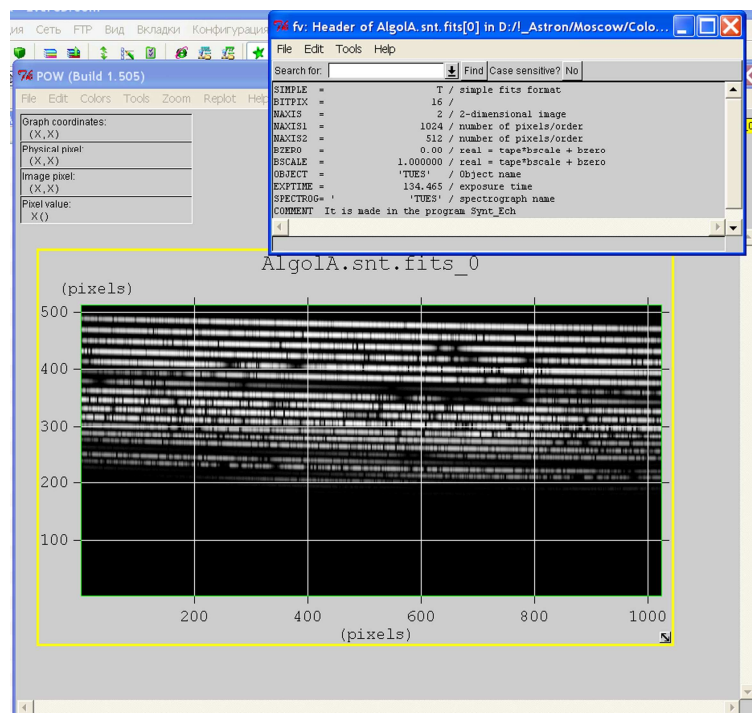 ия Сеть FTP Вид Вкладки Конфигурация
fv: Header of AlgolA.snt.fits[0] in D:/!_Astron/Moscow/Colo...
File Edit Tools Help
Search for: Find Case sensitive? No
SIMPLE = T / simple fits format
BITPIX = 16 /
NAXIS = 2 / 2-dimensional image
NAXIS1 = 1024 / number of pixels/order
NAXIS2 = 512 / number of pixels/order
BZERO = 0.00 / real = tape*bscale + bzero
BSCALE = 1.000000 / real = tape*bscale + bzero
OBJECT = 'TUES' / Object name
EXPTIME = 134.465 / exposure time
SPECTROG= ' 'TUES' / spectrograph name
COMMENT It is made in the program Synt_Ech
POW (Build 1.505)
File Edit Colors Tools Zoom Replot Help
Graph coordinates:
(X,X)
Physical pixel:
(X,X)
Image pixel:
(X,X)
Pixel value:
X()
AlgolA.snt.fits_0
(pixels)
500
400
300
200
100
200 400 600 800 1000
(pixels)